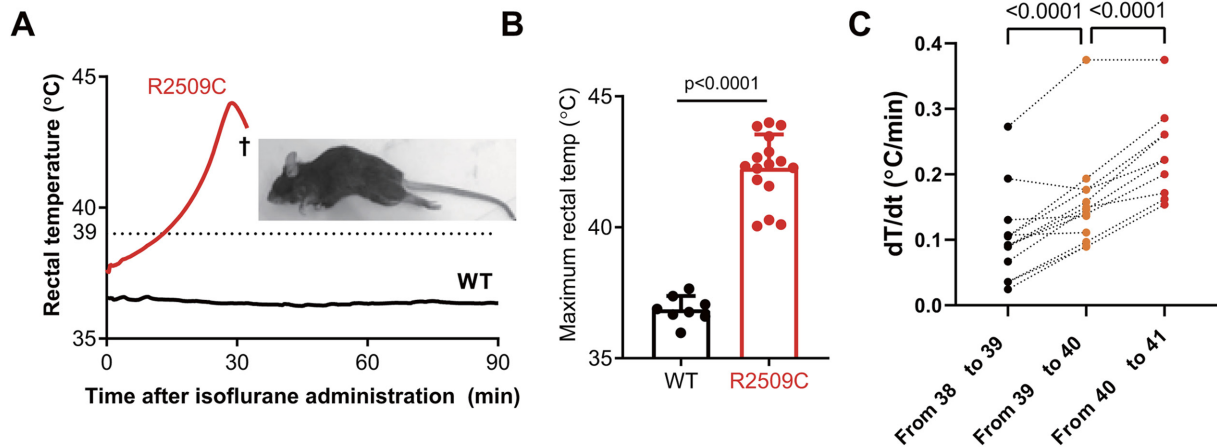 A
Rectal temperature (°C)
45
40
39
35
R2509C
†
WT
0
30
60
90
Time after isoflurane administration (min)
B
Maximum rectal temp (°C)
p<0.0001
45
40
35
WT
R2509C
C
<0.0001 <0.0001
dT/dt (°C/min)
0.4
0.3
0.2
0.1
0.0
From 38 to 39
From 39 to 40
From 40 to 41